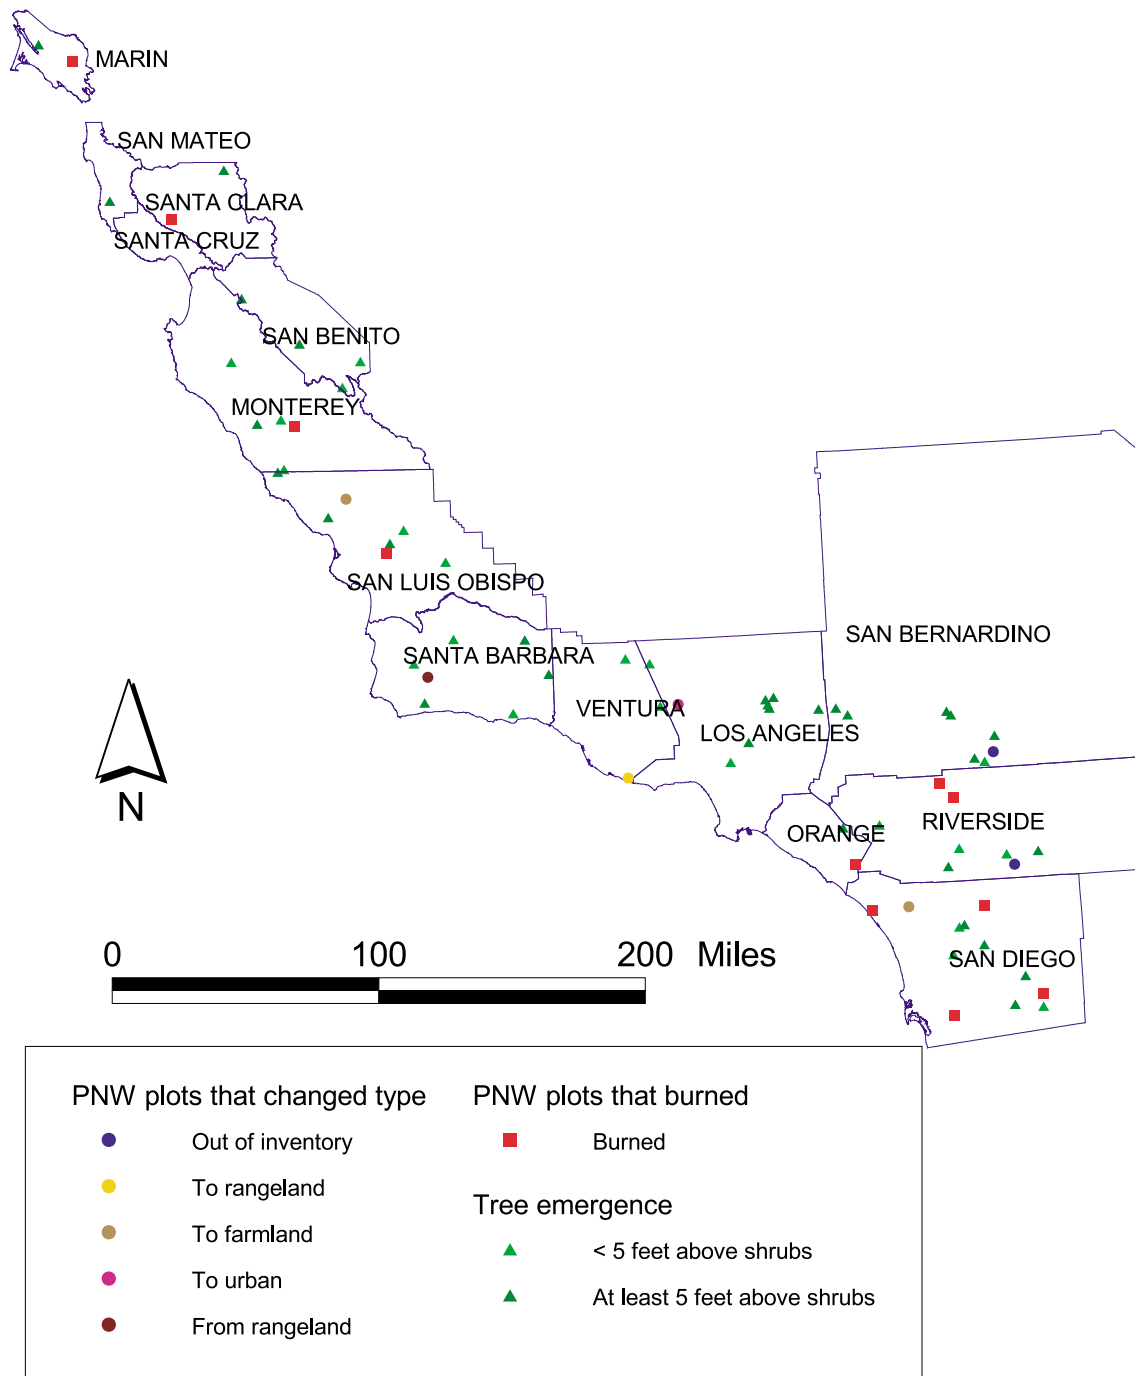 MARIN
SAN MATEO
SANTA CLARA
SANTA CRUZ
SAN BENITO
MONTEREY
SAN LUIS OBISPO
SAN BERNARDINO
SANTA BARBARA
VENTURA
LOS ANGELES
N
ORANGE
RIVERSIDE
SAN DIEGO
0 100 200 Miles
PNW plots that changed type
Out of inventory
To rangeland
To farmland
To urban
From rangeland
PNW plots that burned
Burned
Tree emergence
< 5 feet above shrubs
At least 5 feet above shrubs